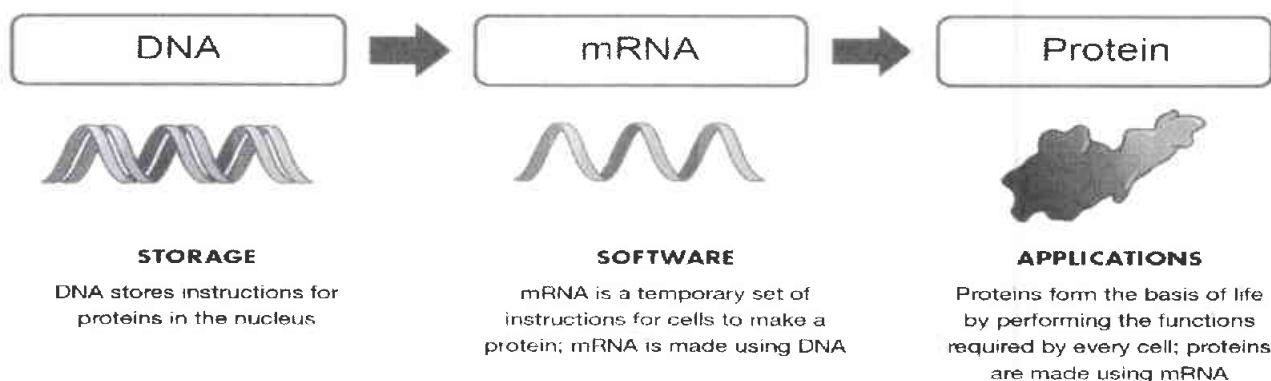 DNA
mRNA
Protein
STORAGE
DNA stores instructions for
proteins in the nucleus
SOFTWARE
mRNA is a temporary set of
instructions for cells to make a
protein; mRNA is made using DNA
APPLICATIONS
Proteins form the basis of life
by performing the functions
required by every cell; proteins
are made using mRNA